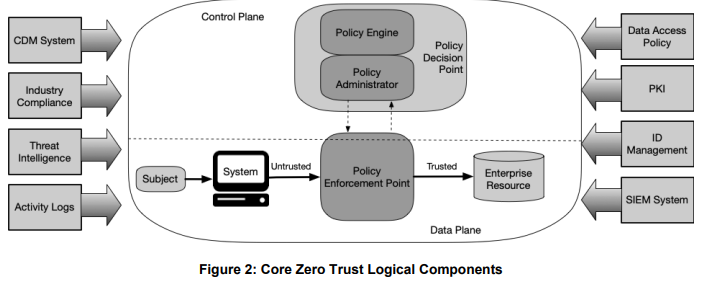 Control Plane
CDM System
Industry
Compliance
Threat
Intelligence
Activity Logs
Policy Engine
Policy
Administrator
Policy
Decision
Point
Data Access
Policy
PKI
ID
Management
SIEM System
Subject
System
Untrusted
Policy
Enforcement Point
Trusted
Enterprise
Resource
Data Plane
Figure 2: Core Zero Trust Logical Components